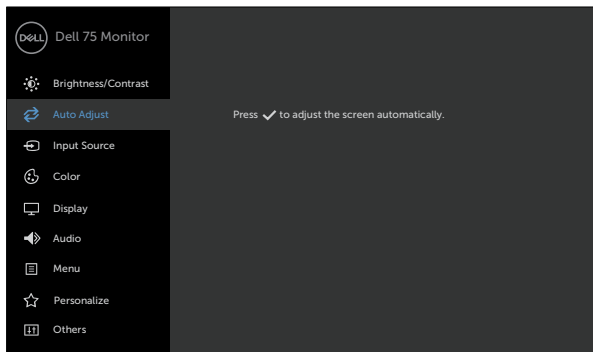 DELL
Dell 75 Monitor
Brightness/Contrast
Auto Adjust
Press ✓ to adjust the screen automatically.
Input Source
Color
Display
Audio
Menu
Personalize
Others